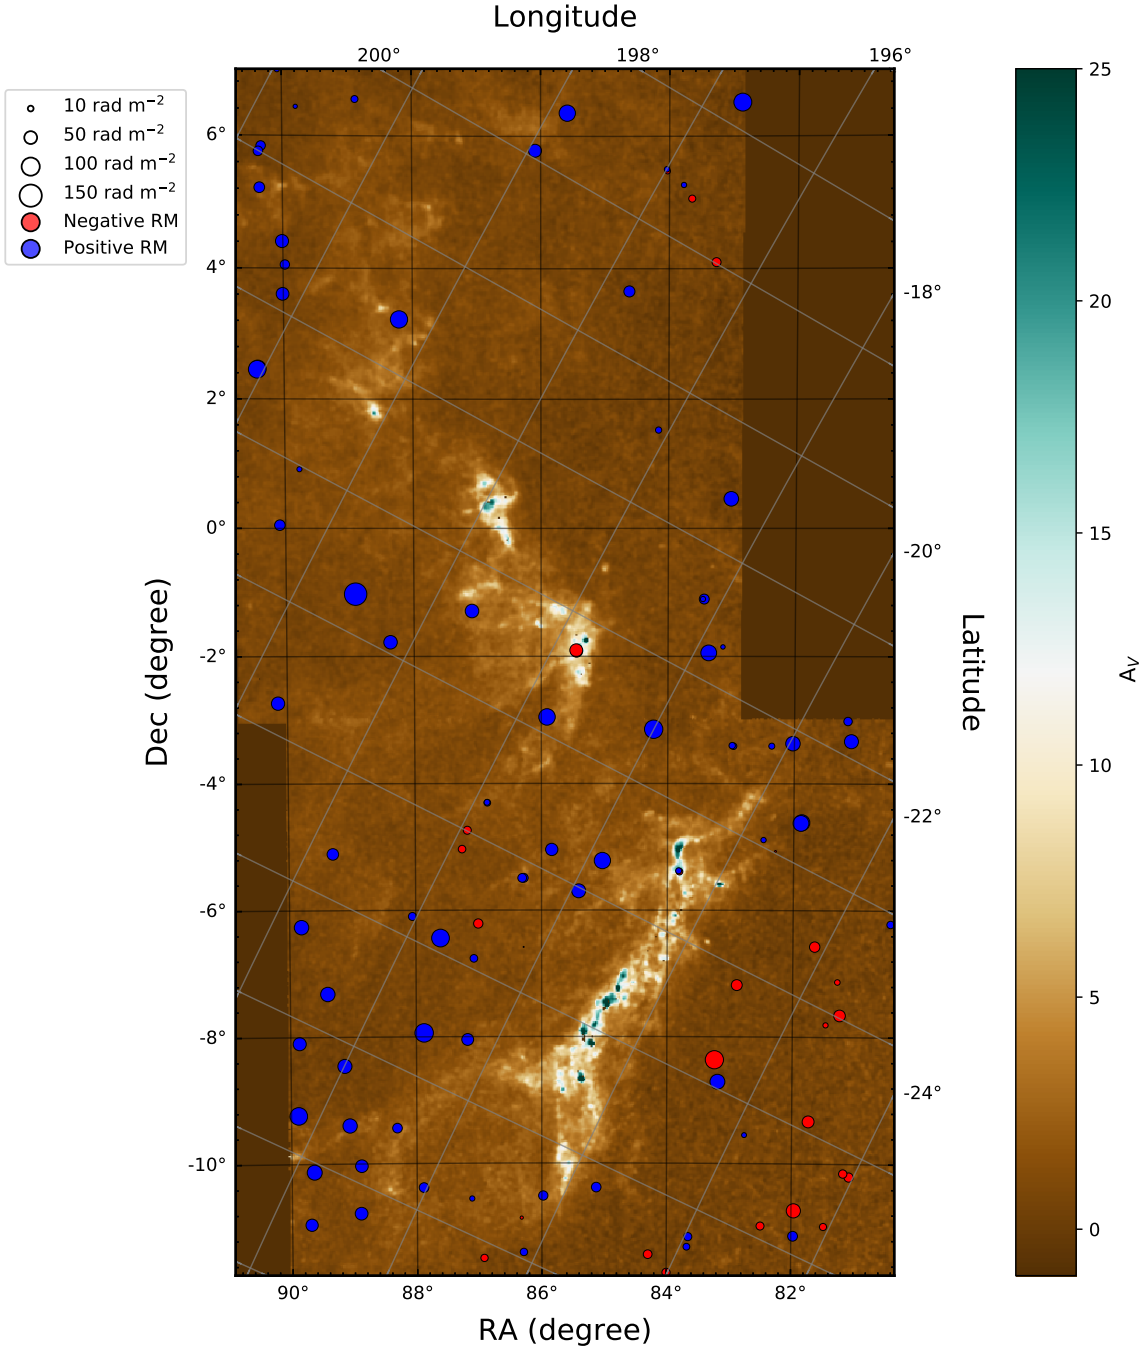 Longitude
200° 198° 196°
10 rad m⁻²
50 rad m⁻²
100 rad m⁻²
150 rad m⁻²
Negative RM
Positive RM
6°
4°
2°
0°
-2°
-4°
-6°
-8°
-10°
Dec (degree)
-18°
-20°
-22°
-24°
Latitude
25
20
15
10
5
0
Aᵥ
90° 88° 86° 84° 82°
RA (degree)